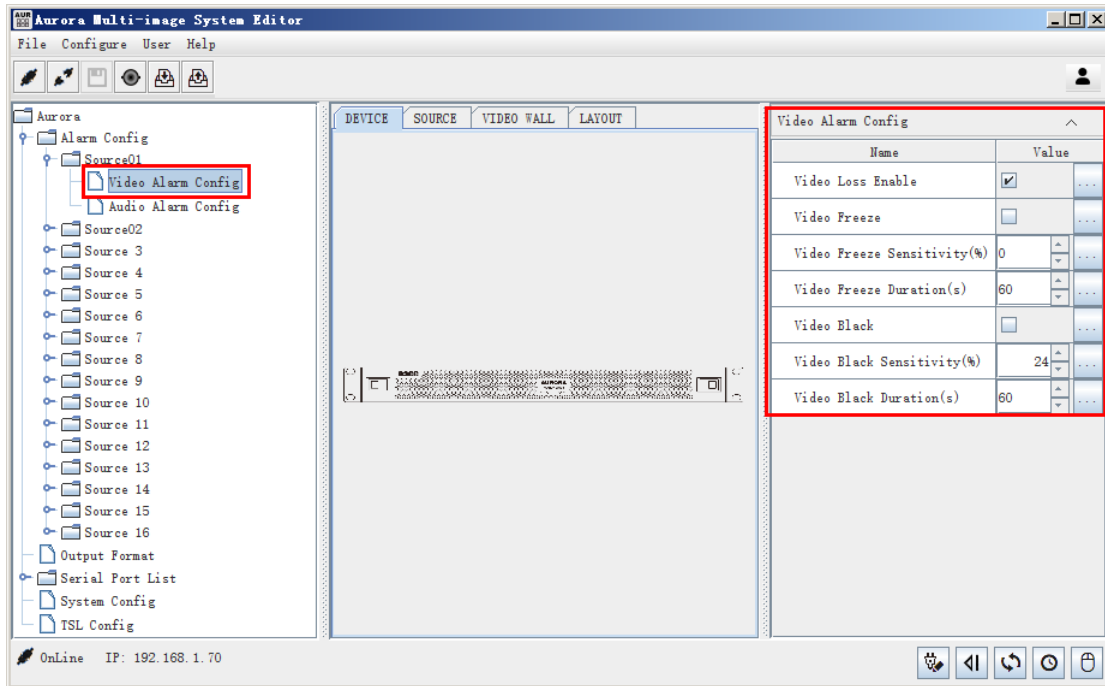 Aurora Multi-image System Editor
File Configure User Help
Aurora
Alarm Config
Source01
Video Alarm Config
Audio Alarm Config
Source02
Source 3
Source 4
Source 5
Source 6
Source 7
Source 8
Source 9
Source 10
Source 11
Source 12
Source 13
Source 14
Source 15
Source 16
Output Format
Serial Port List
System Config
TSL Config
DEVICE SOURCE VIDEO WALL LAYOUT
AURORA
Video Alarm Config
Name Value
Video Loss Enable ...
Video Freeze ...
Video Freeze Sensitivity(%) 0 ...
Video Freeze Duration(s) 60 ...
Video Black ...
Video Black Sensitivity(%) 24 ...
Video Black Duration(s) 60 ...
OnLine IP: 192.168.1.70